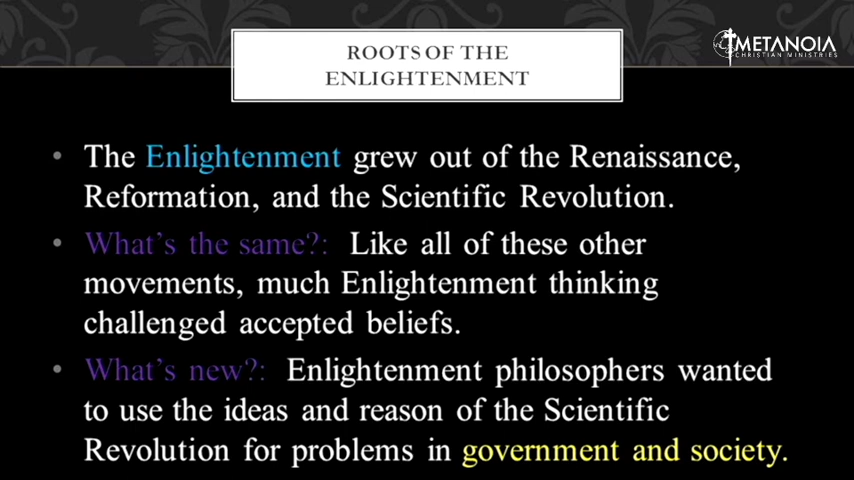 METANOIA
CHRISTIAN MINISTRIES
ROOTS OF THE
ENLIGHTENMENT
• The Enlightenment grew out of the Renaissance,
Reformation, and the Scientific Revolution.
• What's the same?: Like all of these other
movements, much Enlightenment thinking
challenged accepted beliefs.
• What's new?: Enlightenment philosophers wanted
to use the ideas and reason of the Scientific
Revolution for problems in government and society.